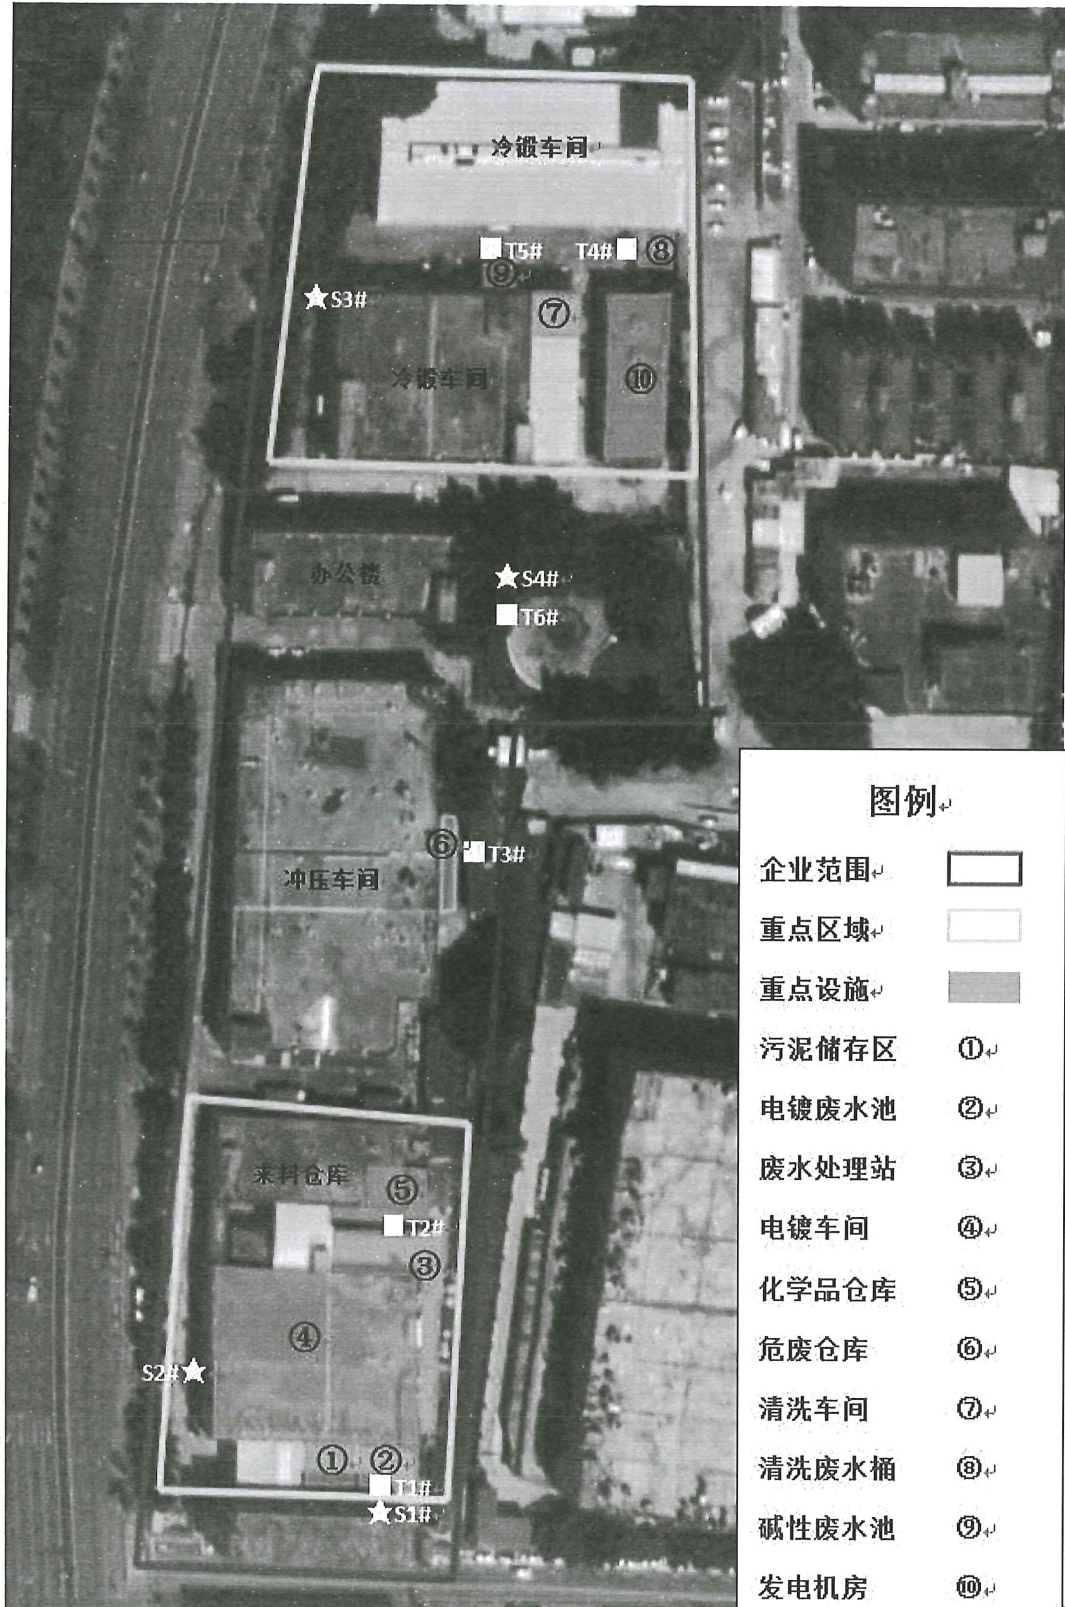 冷锻车间
T5# T4# ⑧
⑨
S3#
⑦
冷锻车间
⑩
办公楼
S4#
T6#
⑥ T3#
冲压车间
来料仓库
⑤
T2#
③
④
S2#
① ②
T1#
S1#
图例
企业范围
重点区域
重点设施
污泥储存区 ①
电镀废水池 ②
废水处理站 ③
电镀车间 ④
化学品仓库 ⑤
危废仓库 ⑥
清洗车间 ⑦
清洗废水桶 ⑧
碱性废水池 ⑨
发电机房 ⑩